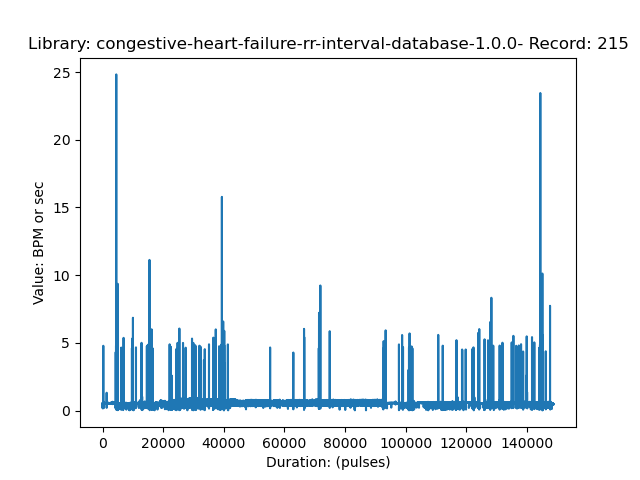 Library: congestive-heart-failure-rr-interval-database-1.0.0- Record: 215
25
20
15
10
5
0
Value: BPM or sec
0 20000 40000 60000 80000 100000 120000 140000
Duration: (pulses)